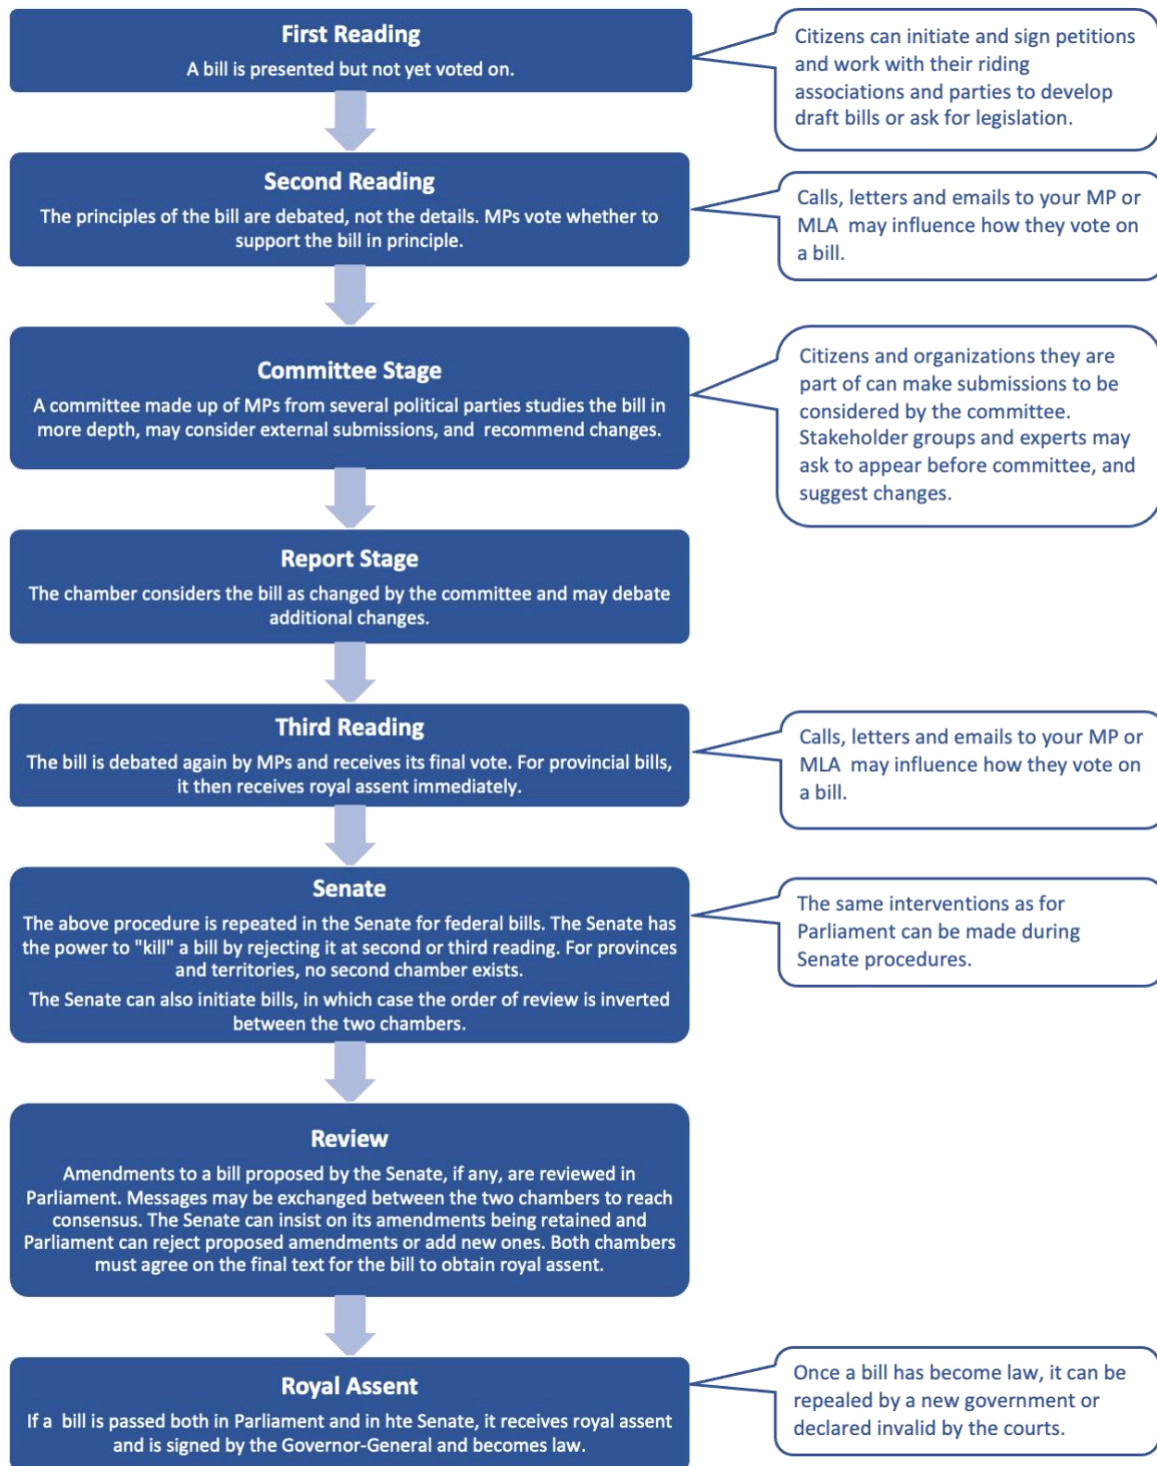 First Reading
A bill is presented but not yet voted on.
Citizens can initiate and sign petitions
and work with their riding
associations and parties to develop
draft bills or ask for legislation.
Second Reading
The principles of the bill are debated, not the details. MPs vote whether to
support the bill in principle.
Calls, letters and emails to your MP or
MLA may influence how they vote on
a bill.
Committee Stage
A committee made up of MPs from several political parties studies the bill in
more depth, may consider external submissions, and recommend changes.
Citizens and organizations they are
part of can make submissions to be
considered by the committee.
Stakeholder groups and experts may
ask to appear before committee, and
suggest changes.
Report Stage
The chamber considers the bill as changed by the committee and may debate
additional changes.
Third Reading
The bill is debated again by MPs and receives its final vote. For provincial bills,
it then receives royal assent immediately.
Calls, letters and emails to your MP or
MLA may influence how they vote on
a bill.
Senate
The above procedure is repeated in the Senate for federal bills. The Senate has
the power to "kill" a bill by rejecting it at second or third reading. For provinces
and territories, no second chamber exists.
The Senate can also initiate bills, in which case the order of review is inverted
between the two chambers.
The same interventions as for
Parliament can be made during
Senate procedures.
Review
Amendments to a bill proposed by the Senate, if any, are reviewed in
Parliament. Messages may be exchanged between the two chambers to reach
consensus. The Senate can insist on its amendments being retained and
Parliament can reject proposed amendments or add new ones. Both chambers
must agree on the final text for the bill to obtain royal assent.
Royal Assent
If a bill is passed both in Parliament and in hte Senate, it receives royal assent
and is signed by the Governor-General and becomes law.
Once a bill has become law, it can be
repealed by a new government or
declared invalid by the courts.